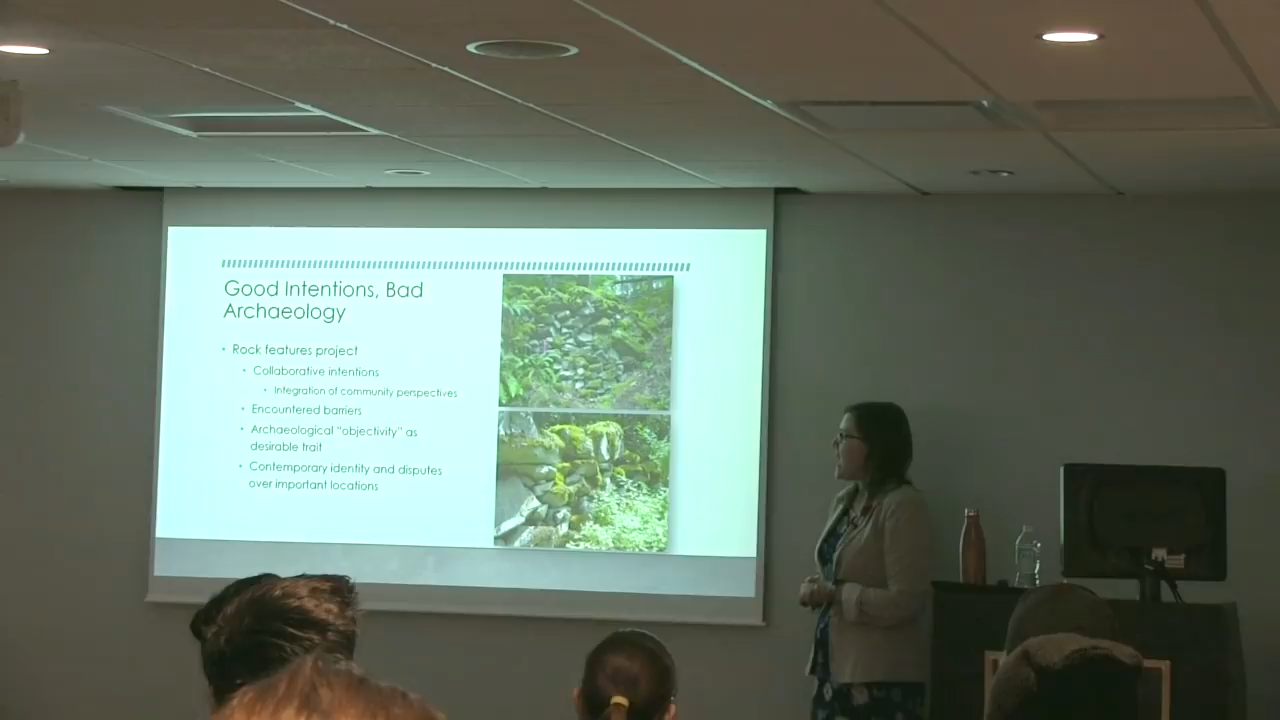 Good Intentions, Bad
Archaeology
Rock features project
Collaborative intentions
Integration of community perspectives
Encountered barriers
Archaeological "objectivity" as
desirable trait
Contemporary identity and disputes
over important locations